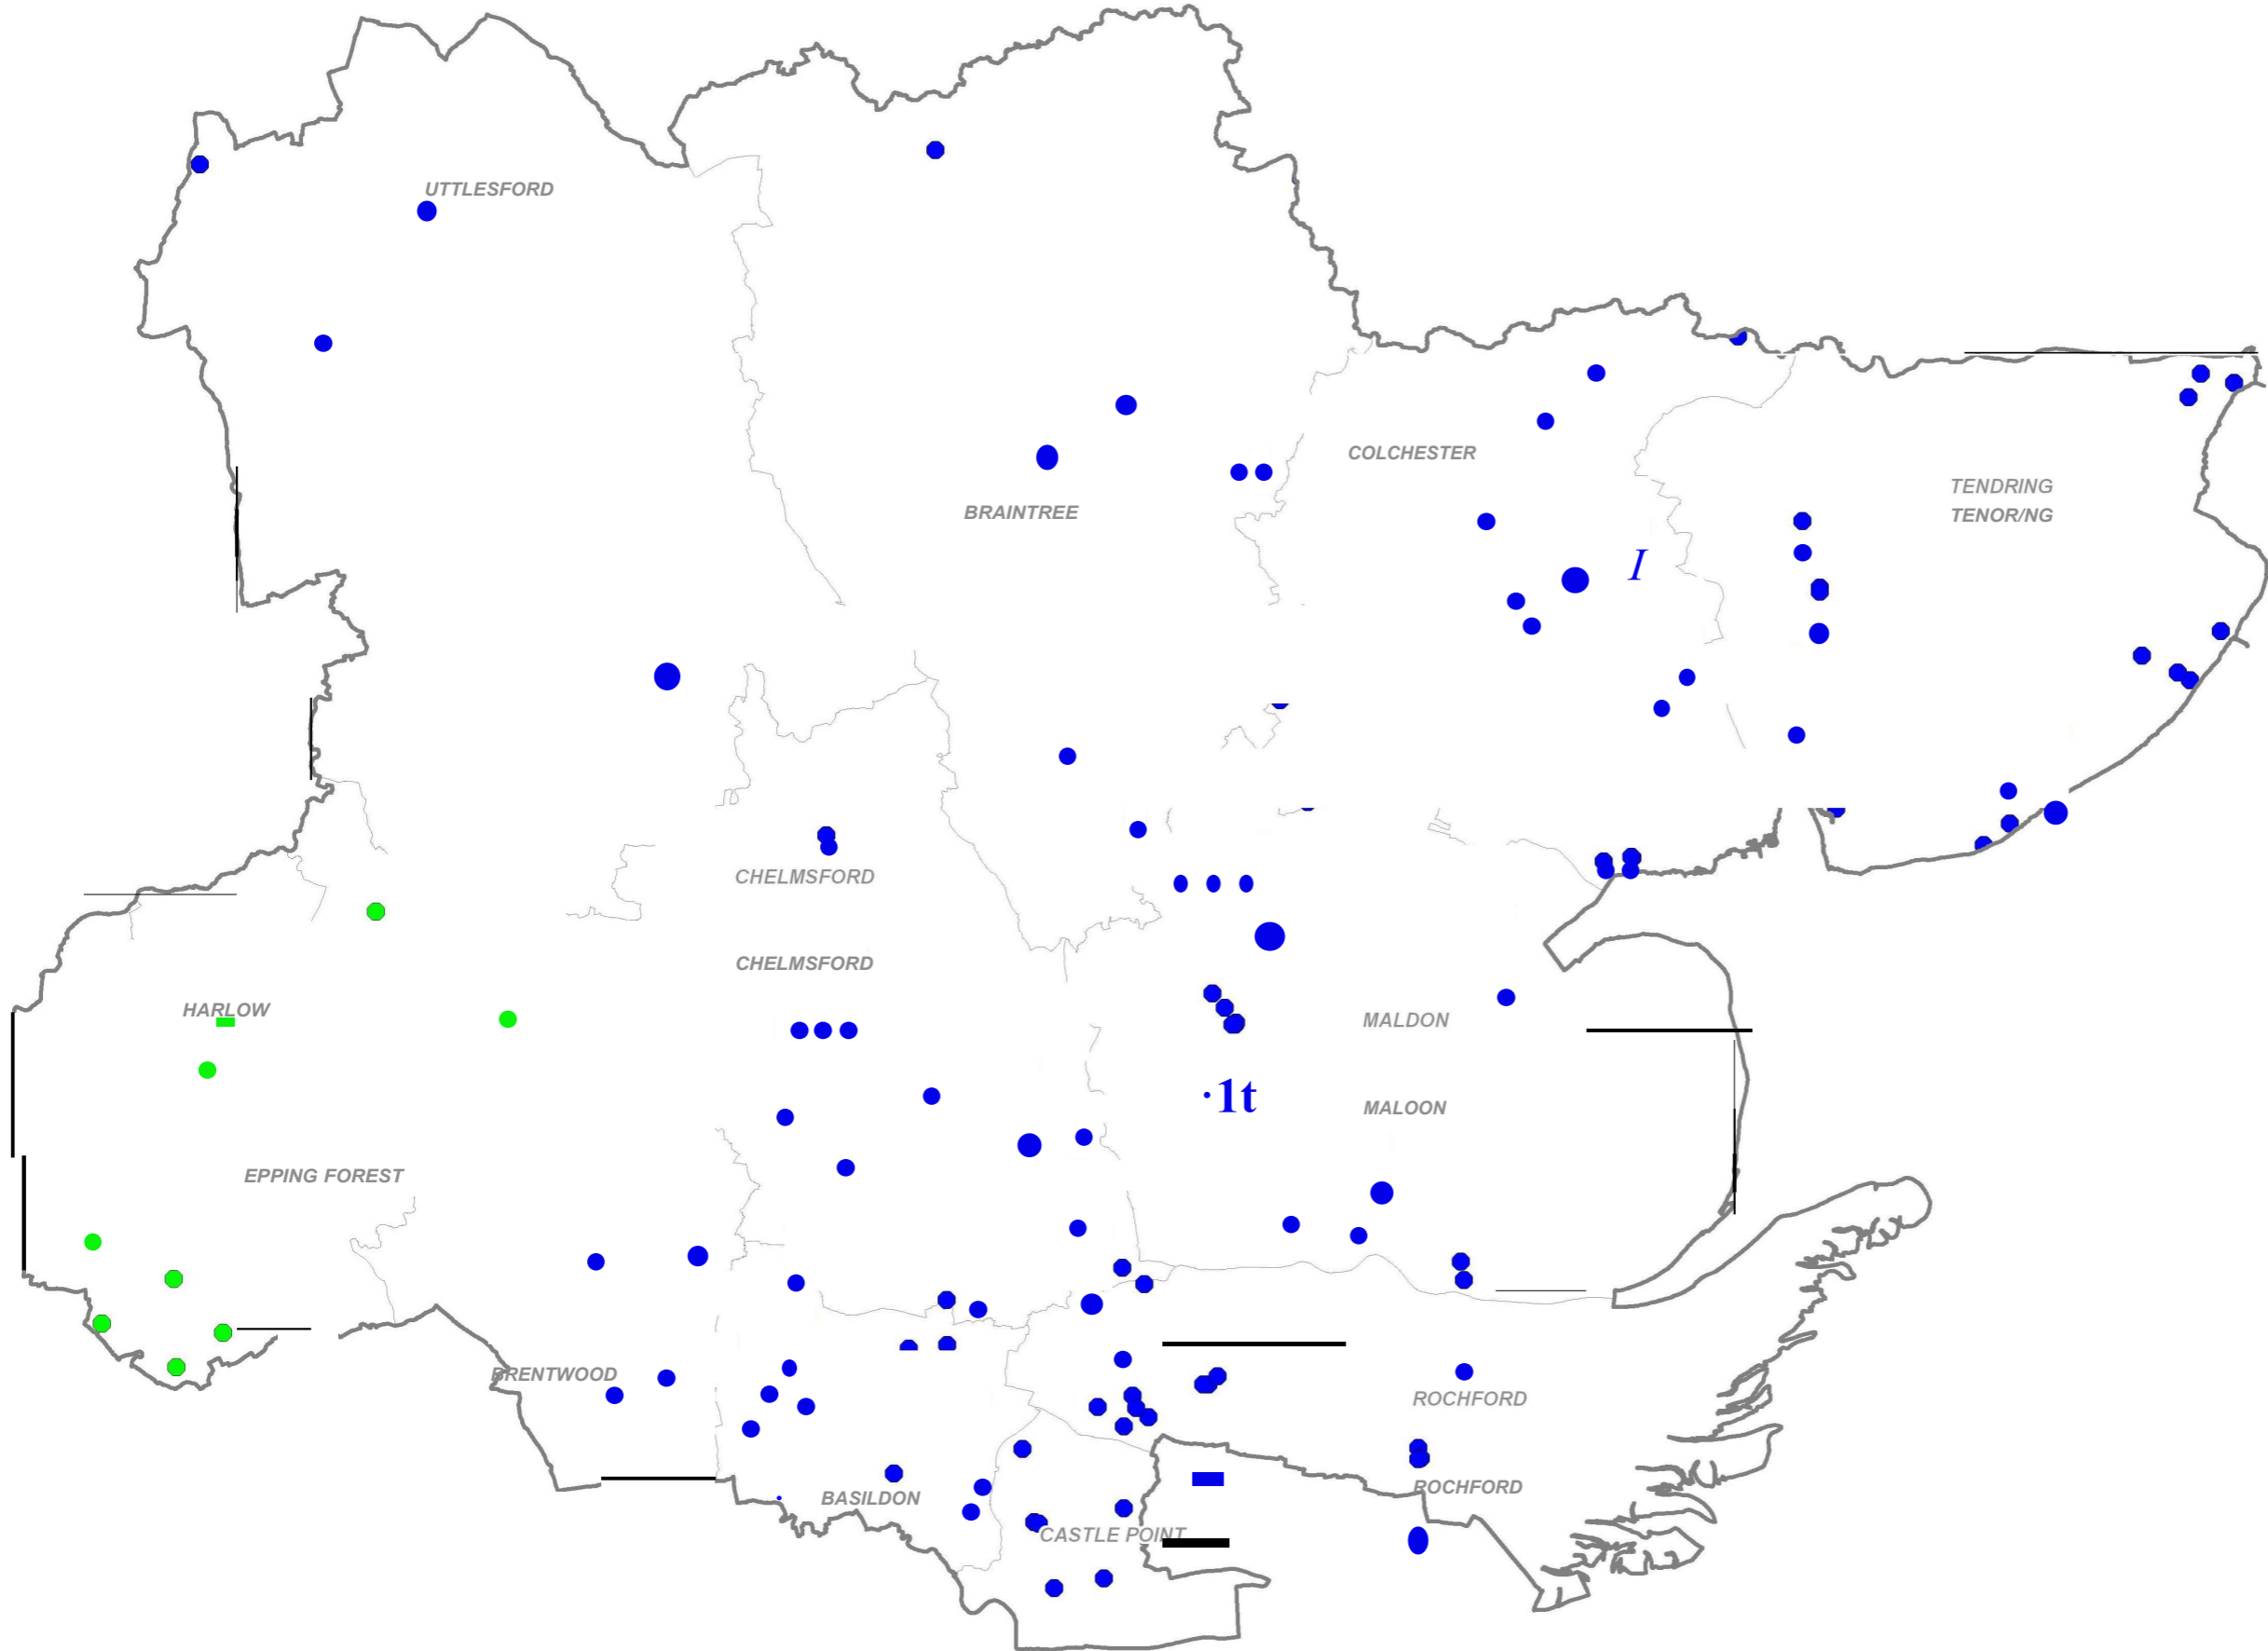 UTTLESFORD
COLCHESTER
TENDRING
BRAINTREE
TENOR/NG
I
CHELMSFORD
CHELMSFORD
HARLOW
MALDON
·1t
MALOON
EPPING FOREST
BRENTWOOD
ROCHFORD
ROCHFORD
BASILDON
CASTLE POINT